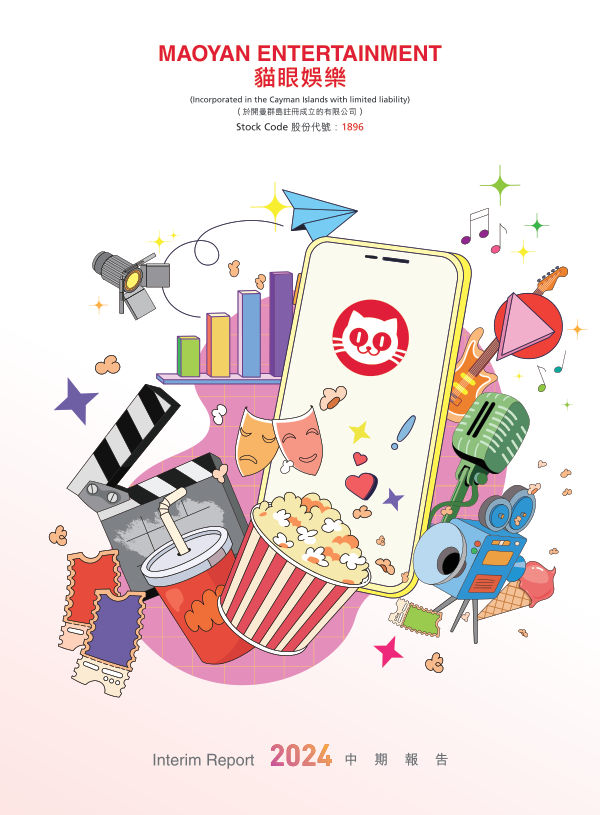 MAOYAN ENTERTAINMENT
貓眼娛樂
(Incorporated in the Cayman Islands with limited liability)
（於開曼群島註冊成立的有限公司）
Stock Code 股份代號：1896
Interim Report 2024 中期報告